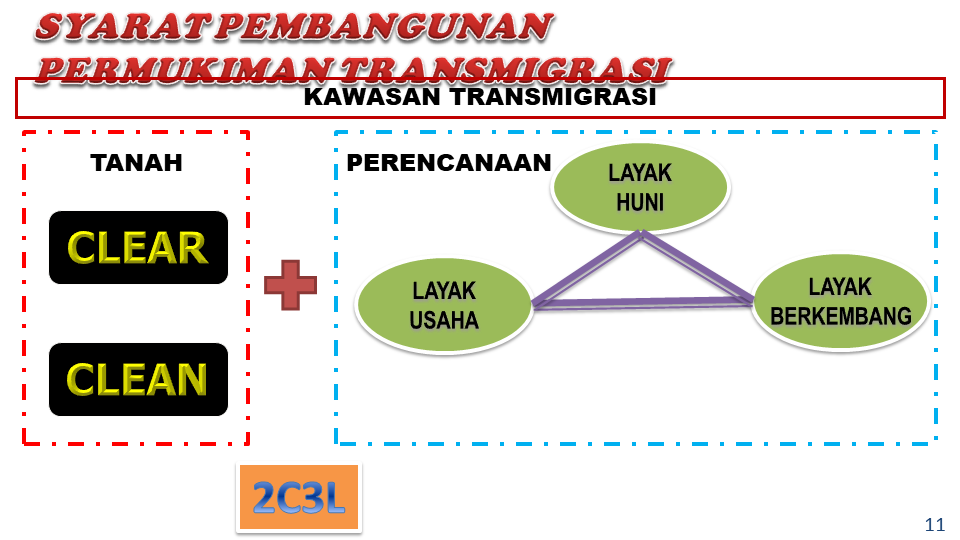 SYARAT PEMBANGUNAN
PERMUKIMAN TRANSMIGRASI
KAWASAN TRANSMIGRASI
TANAH
CLEAR
CLEAN
PERENCANAAN
LAYAK
HUNI
LAYAK
USAHA
LAYAK
BERKEMBANG
2C3L
11